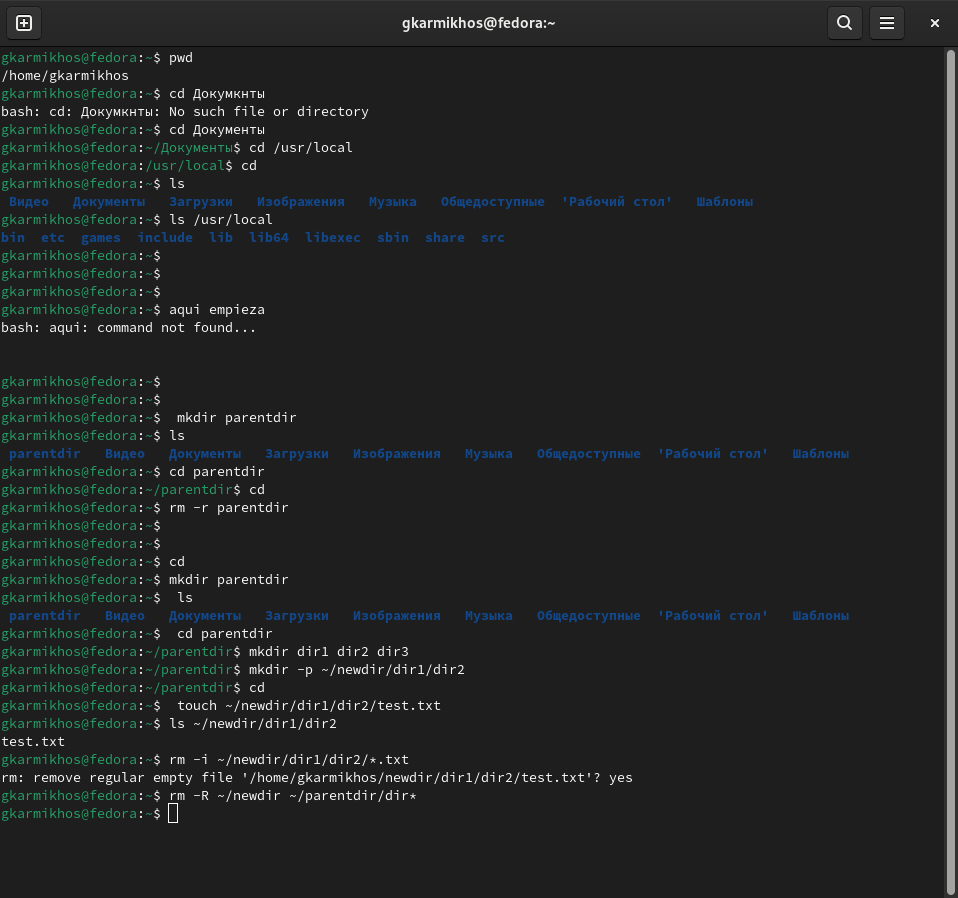 gkarmikhos@fedora:~
gkarmikhos@fedora:~$ pwd
/home/gkarmikhos
gkarmikhos@fedora:~$ cd Докумкнты
bash: cd: Докумкнты: No such file or directory
gkarmikhos@fedora:~$ cd Документы
gkarmikhos@fedora:~/Документы$ cd /usr/local
gkarmikhos@fedora:/usr/local$ cd
gkarmikhos@fedora:~$ ls
Видео   Документы   Загрузки   Изображения   Музыка   Общедоступные  'Рабочий стол'   Шаблоны
gkarmikhos@fedora:~$ ls /usr/local
bin  etc  games  include  lib  lib64  libexec  sbin  share  src
gkarmikhos@fedora:~$
gkarmikhos@fedora:~$
gkarmikhos@fedora:~$
gkarmikhos@fedora:~$ aqui empieza
bash: aqui: command not found...
gkarmikhos@fedora:~$
gkarmikhos@fedora:~$
gkarmikhos@fedora:~$  mkdir parentdir
gkarmikhos@fedora:~$ ls
parentdir   Видео   Документы   Загрузки   Изображения   Музыка   Общедоступные  'Рабочий стол'   Шаблоны
gkarmikhos@fedora:~$ cd parentdir
gkarmikhos@fedora:~/parentdir$ cd
gkarmikhos@fedora:~$ rm -r parentdir
gkarmikhos@fedora:~$
gkarmikhos@fedora:~$
gkarmikhos@fedora:~$ cd
gkarmikhos@fedora:~$ mkdir parentdir
gkarmikhos@fedora:~$  ls
parentdir   Видео   Документы   Загрузки   Изображения   Музыка   Общедоступные  'Рабочий стол'   Шаблоны
gkarmikhos@fedora:~$  cd parentdir
gkarmikhos@fedora:~/parentdir$ mkdir dir1 dir2 dir3
gkarmikhos@fedora:~/parentdir$ mkdir -p ~/newdir/dir1/dir2
gkarmikhos@fedora:~/parentdir$ cd
gkarmikhos@fedora:~$  touch ~/newdir/dir1/dir2/test.txt
gkarmikhos@fedora:~$ ls ~/newdir/dir1/dir2
test.txt
gkarmikhos@fedora:~$ rm -i ~/newdir/dir1/dir2/*.txt
rm: remove regular empty file '/home/gkarmikhos/newdir/dir1/dir2/test.txt'? yes
gkarmikhos@fedora:~$ rm -R ~/newdir ~/parentdir/dir*
gkarmikhos@fedora:~$